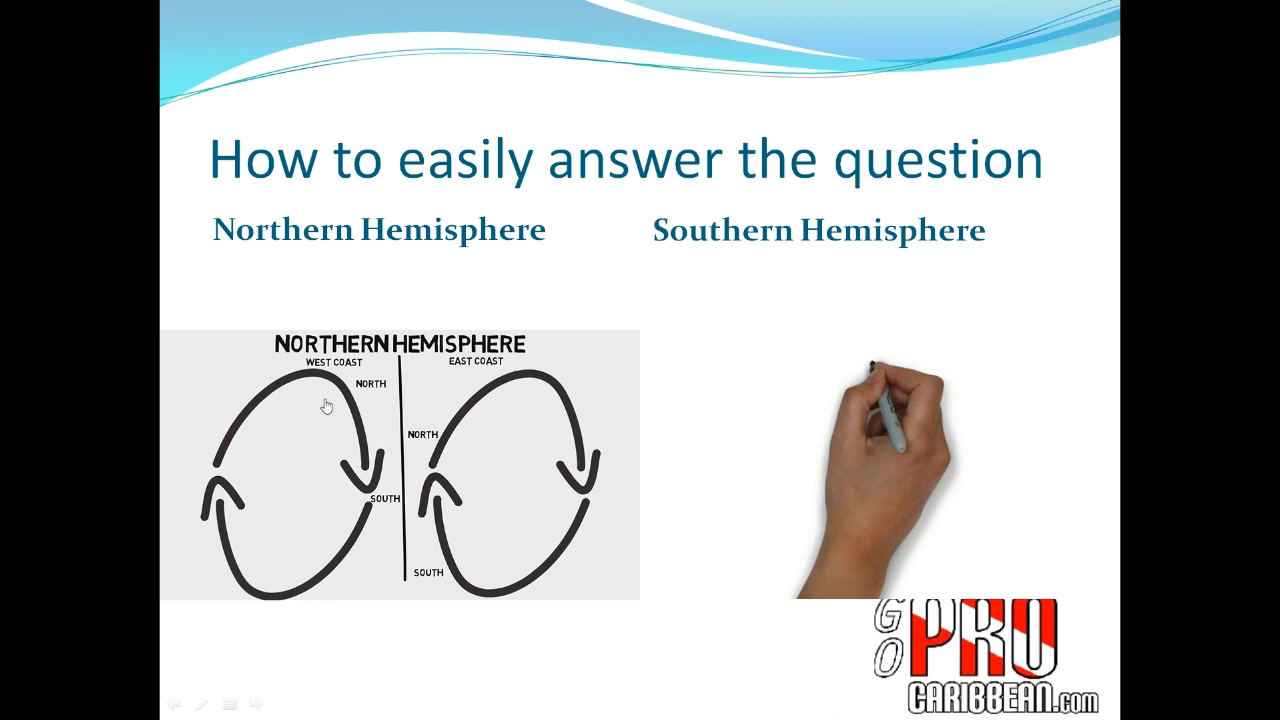 How to easily answer the question
Northern Hemisphere
Southern Hemisphere
NORTHERN HEMISPHERE
WEST COAST
EAST COAST
NORTH
NORTH
SOUTH
SOUTH
GO PRO
CARIBBEAN.com